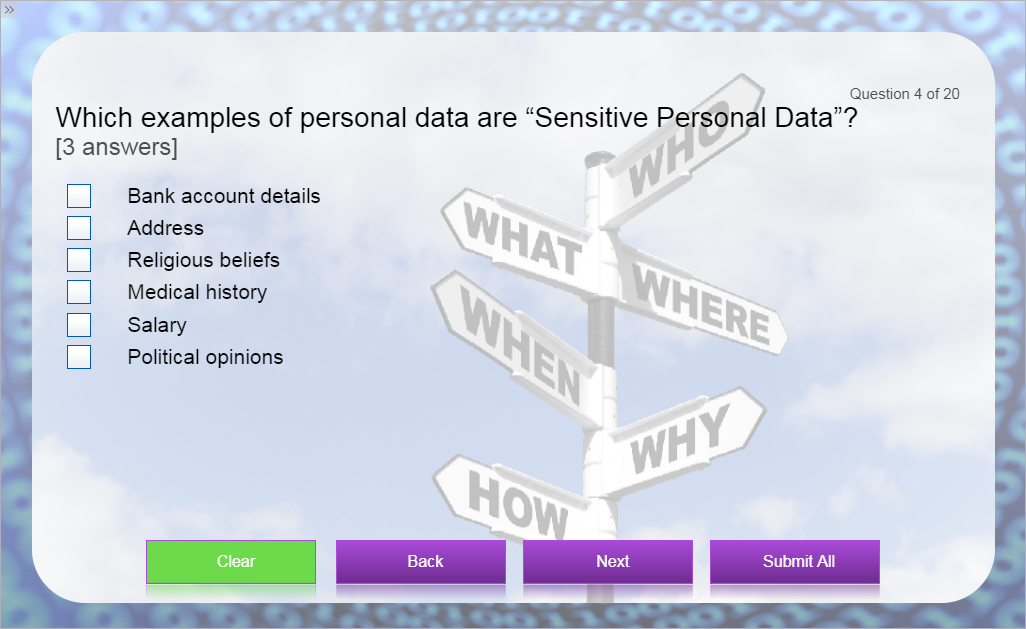 »
Question 4 of 20
Which examples of personal data are “Sensitive Personal Data”?
[3 answers]
Bank account details
Address
Religious beliefs
Medical history
Salary
Political opinions
WHO
WHAT
WHERE
WHEN
WHY
HOW
Clear
Back
Next
Submit All